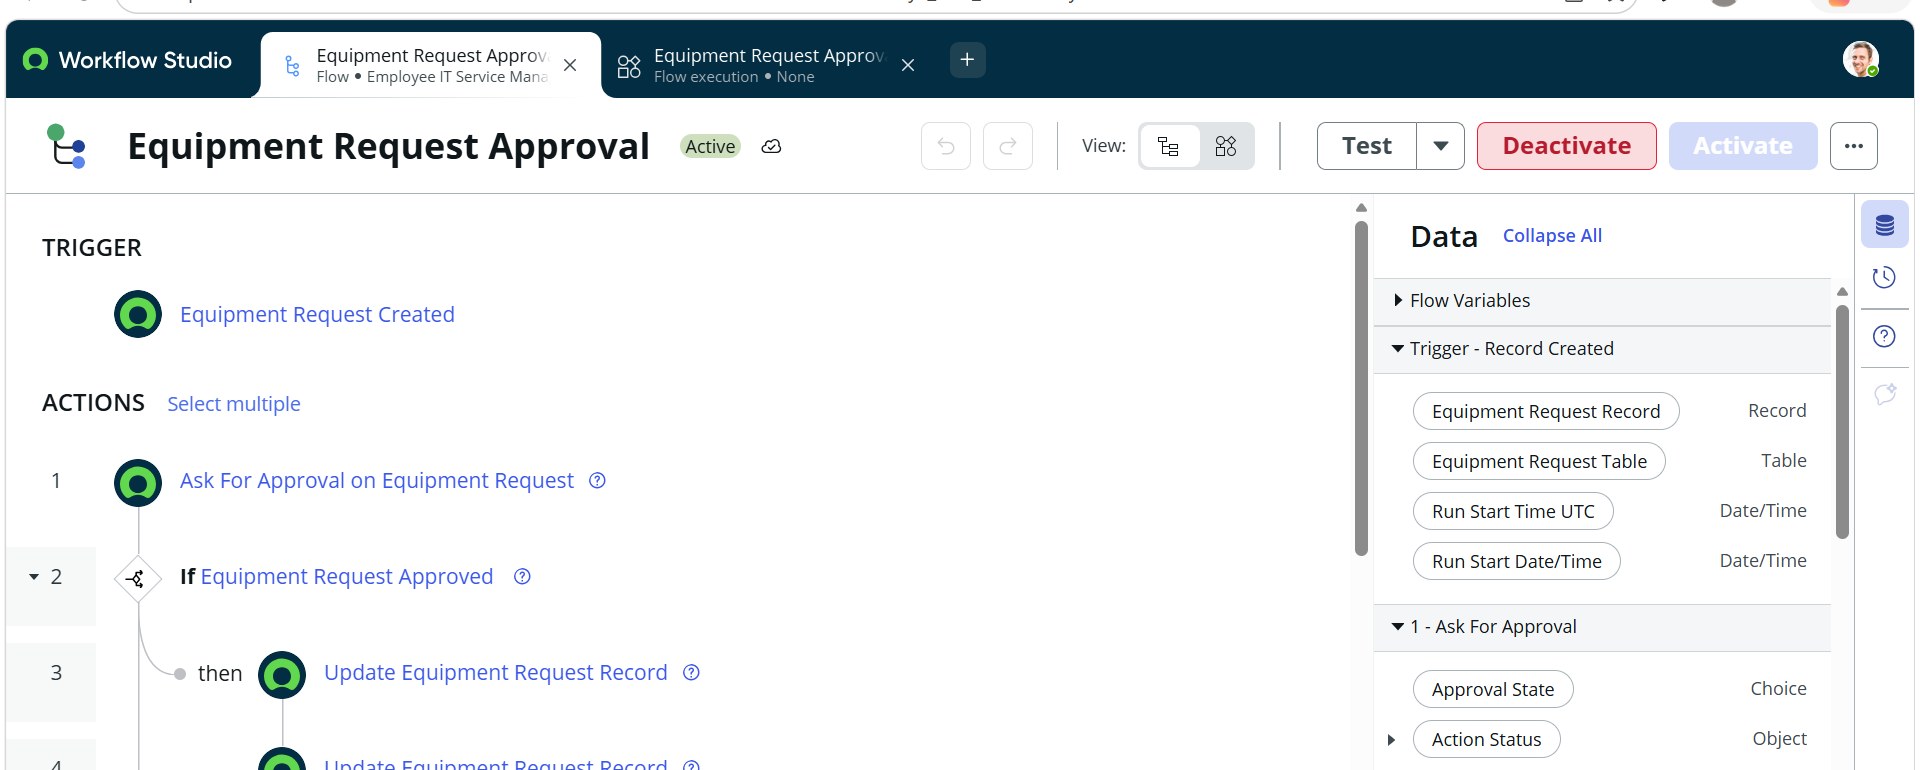 Workflow Studio
Equipment Request Approv
Flow • Employee IT Service Mana
Equipment Request Approv
Flow execution • None
Equipment Request Approval
Active
View:
Test
Deactivate
Activate
TRIGGER
Equipment Request Created
ACTIONS Select multiple
1 Ask For Approval on Equipment Request
2 If Equipment Request Approved
3 then Update Equipment Request Record
4 Update Equipment Request Record
Data Collapse All
Flow Variables
Trigger - Record Created
Equipment Request Record Record
Equipment Request Table Table
Run Start Time UTC Date/Time
Run Start Date/Time Date/Time
1 - Ask For Approval
Approval State Choice
Action Status Object